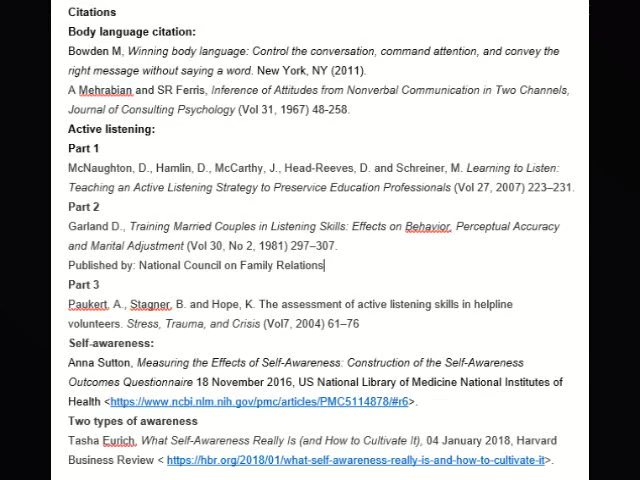 Citations
Body language citation:
Bowden M, Winning body language: Control the conversation, command attention, and convey the
right message without saying a word. New York, NY (2011).
A Mehrabian and SR Ferris, Inference of Attitudes from Nonverbal Communication in Two Channels,
Journal of Consulting Psychology (Vol 31, 1967) 48-258.
Active listening:
Part 1
McNaughton, D., Hamlin, D., McCarthy, J., Head-Reeves, D. and Schreiner, M. Learning to Listen:
Teaching an Active Listening Strategy to Preservice Education Professionals (Vol 27, 2007) 223–231.
Part 2
Garland D., Training Married Couples in Listening Skills: Effects on Behavior, Perceptual Accuracy
and Marital Adjustment (Vol 30, No 2, 1981) 297–307.
Published by: National Council on Family Relations
Part 3
Paukert, A., Stagner, B. and Hope, K. The assessment of active listening skills in helpline
volunteers. Stress, Trauma, and Crisis (Vol7, 2004) 61–76
Self-awareness:
Anna Sutton, Measuring the Effects of Self-Awareness: Construction of the Self-Awareness
Outcomes Questionnaire 18 November 2016, US National Library of Medicine National Institutes of
Health <https://www.ncbi.nlm.nih.gov/pmc/articles/PMC5114878/#r6>.
Two types of awareness
Tasha Eurich, What Self-Awareness Really Is (and How to Cultivate It), 04 January 2018, Harvard
Business Review < https://hbr.org/2018/01/what-self-awareness-really-is-and-how-to-cultivate-it>.